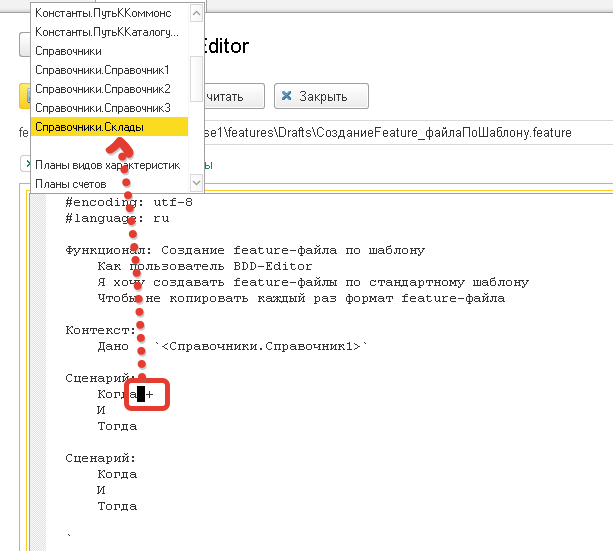 Константы.ПутьККоммонс
Константы.ПутьККаталогу...
Справочники
Справочники.Справочник1
Справочники.Справочник2
Справочники.Справочник3
Справочники.Склады
Планы видов характеристик
Планы счетов
Editor
читать
Закрыть
fe
se1\features\Drafts\СозданиеFeature_файлаПоШаблону.feature
ы
#encoding: utf-8
#language: ru
Функционал: Создание feature-файла по шаблону
Как пользователь BDD-Editor
Я хочу создавать feature-файлы по стандартному шаблону
Чтобы не копировать каждый раз формат feature-файла
Контекст:
Дано `<Справочники.Справочник1>`
Сценарий:
Когда +
И
Тогда
Сценарий:
Когда
И
Тогда
`